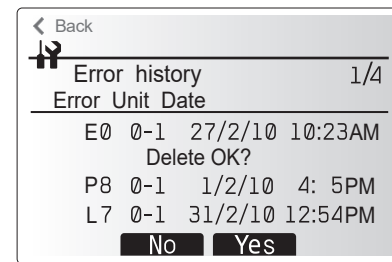 Back
Error history 1/4
Error Unit Date
E0 0-1 27/2/10 10:23AM
Delete OK?
P8 0-1 1/2/10 4: 5PM
L7 0-1 31/2/10 12:54PM
No Yes